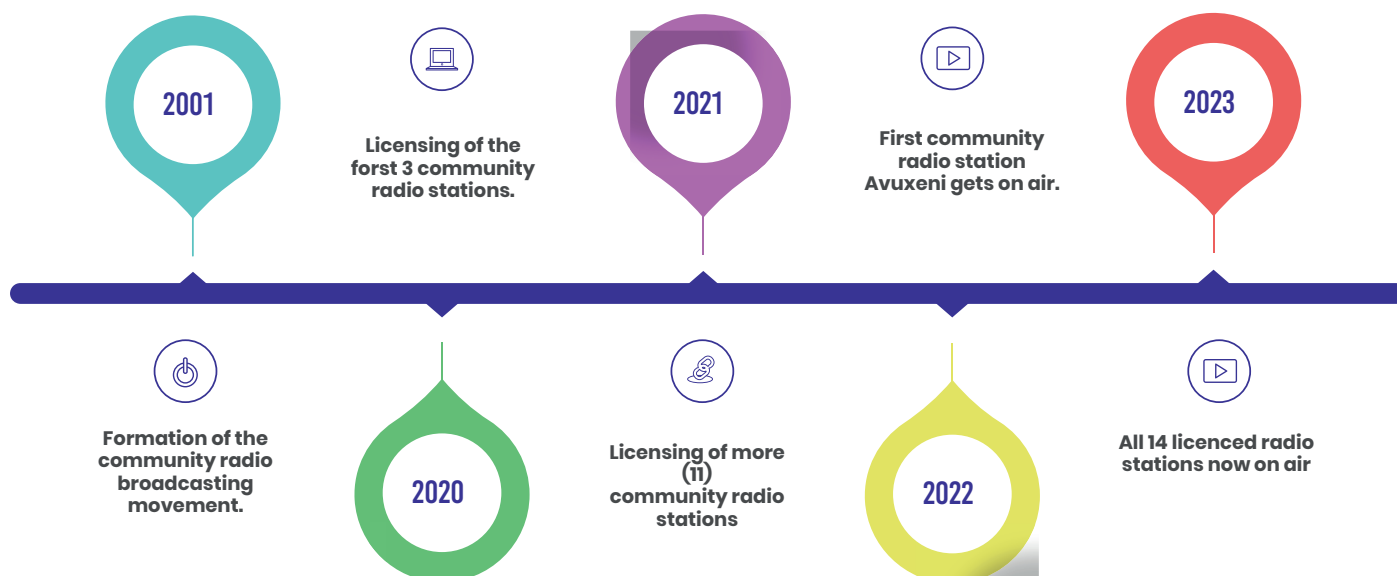 2001
Formation of the
community radio
broadcasting
movement.
Licensing of the
forst 3 community
radio stations.
2020
2021
Licensing of more
(11)
community radio
stations
First community
radio station
Avuxeni gets on air.
2022
2023
All 14 licenced radio
stations now on air